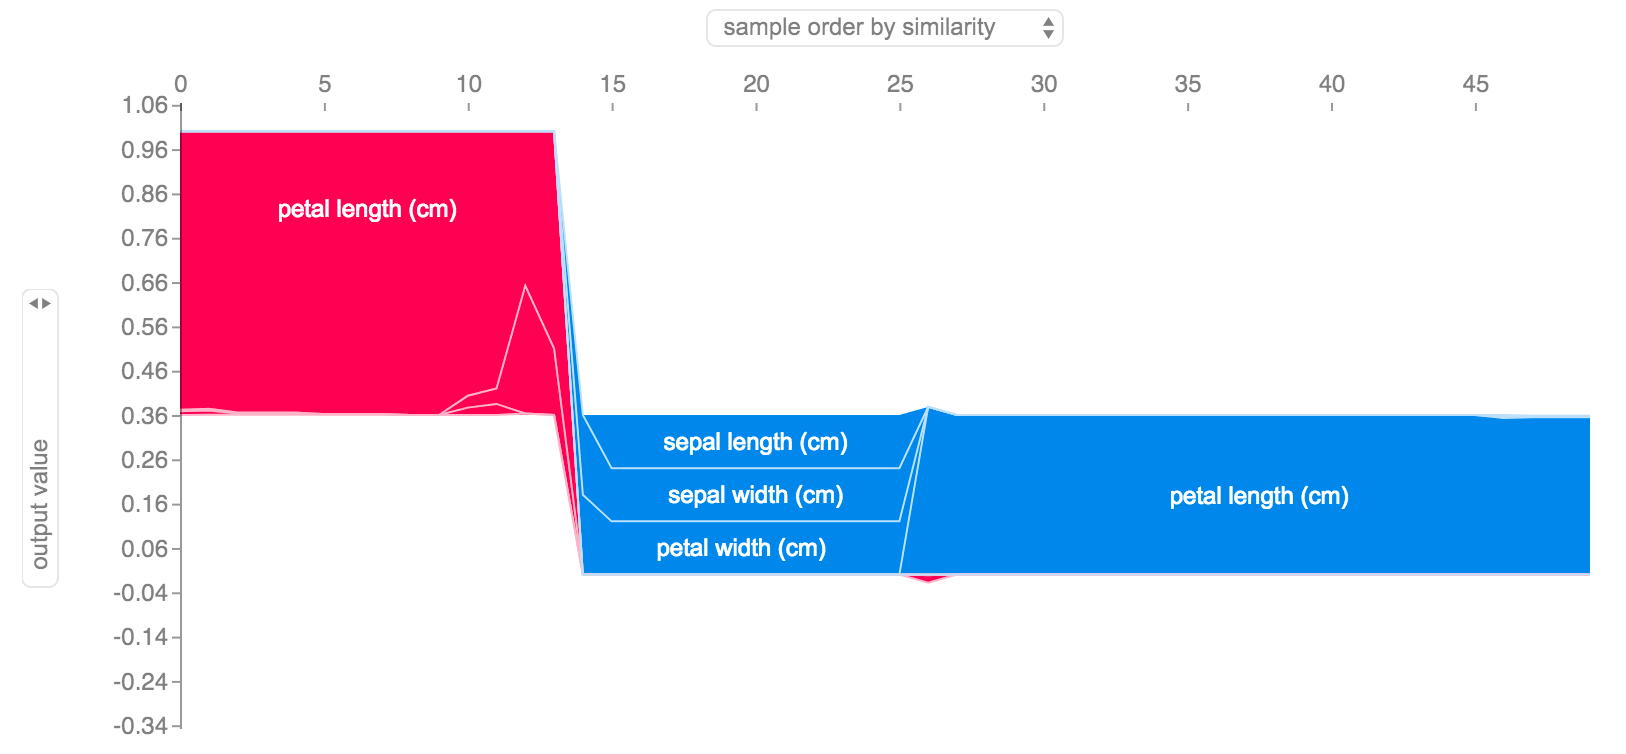 sample order by similarity
0 5 10 15 20 25 30 35 40 45
1.06
0.96
0.86
0.76
0.66
0.56
0.46
0.36
0.26
0.16
0.06
-0.04
-0.14
-0.24
-0.34
output value
petal length (cm)
sepal length (cm)
sepal width (cm)
petal width (cm)
petal length (cm)